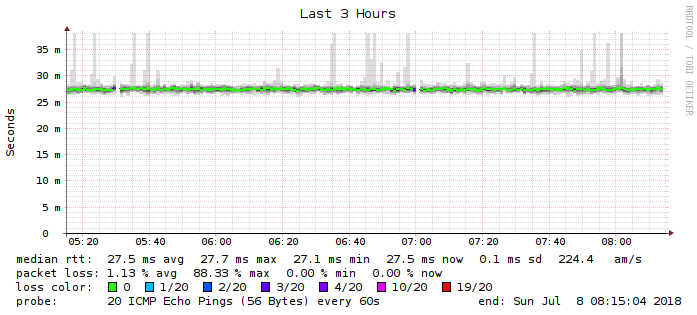 Last 3 Hours
RRDTOOL / TOBI OETIKER
Seconds
35 m
30 m
25 m
20 m
15 m
10 m
5 m
0
05:20 05:40 06:00 06:20 06:40 07:00 07:20 07:40 08:00
median rtt: 27.5 ms avg 27.7 ms max 27.1 ms min 27.5 ms now 0.1 ms sd 224.4 am/s
packet loss: 1.13 % avg 88.33 % max 0.00 % min 0.00 % now
loss color: 0 1/20 2/20 3/20 4/20 10/20 19/20
probe: 20 ICMP Echo Pings (56 Bytes) every 60s end: Sun Jul 8 08:15:04 2018